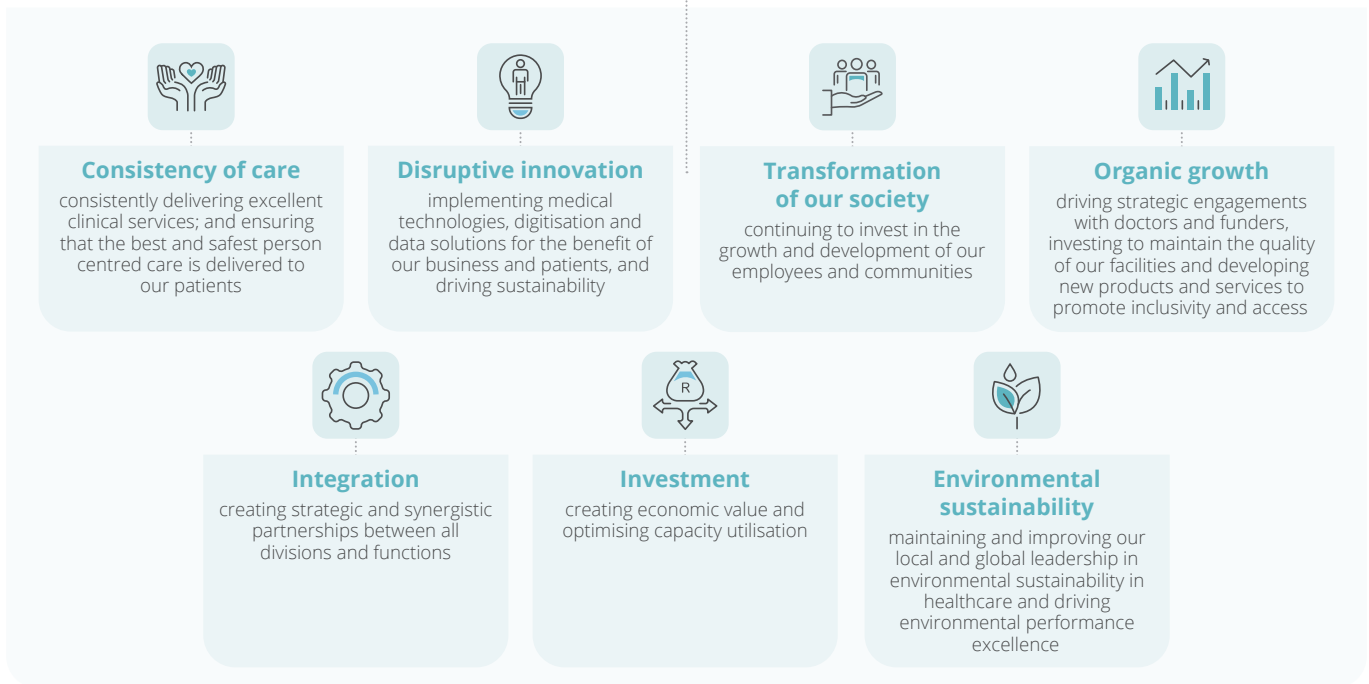 Consistency of care
consistently delivering excellent
clinical services; and ensuring
that the best and safest person
centred care is delivered to
our patients
Disruptive innovation
implementing medical
technologies, digitisation and
data solutions for the benefit of
our business and patients, and
driving sustainability
Transformation
of our society
continuing to invest in the
growth and development of our
employees and communities
Organic growth
driving strategic engagements
with doctors and funders,
investing to maintain the quality
of our facilities and developing
new products and services to
promote inclusivity and access
Integration
creating strategic and synergistic
partnerships between all
divisions and functions
R
Investment
creating economic value and
optimising capacity utilisation
Environmental
sustainability
maintaining and improving our
local and global leadership in
environmental sustainability in
healthcare and driving
environmental performance
excellence